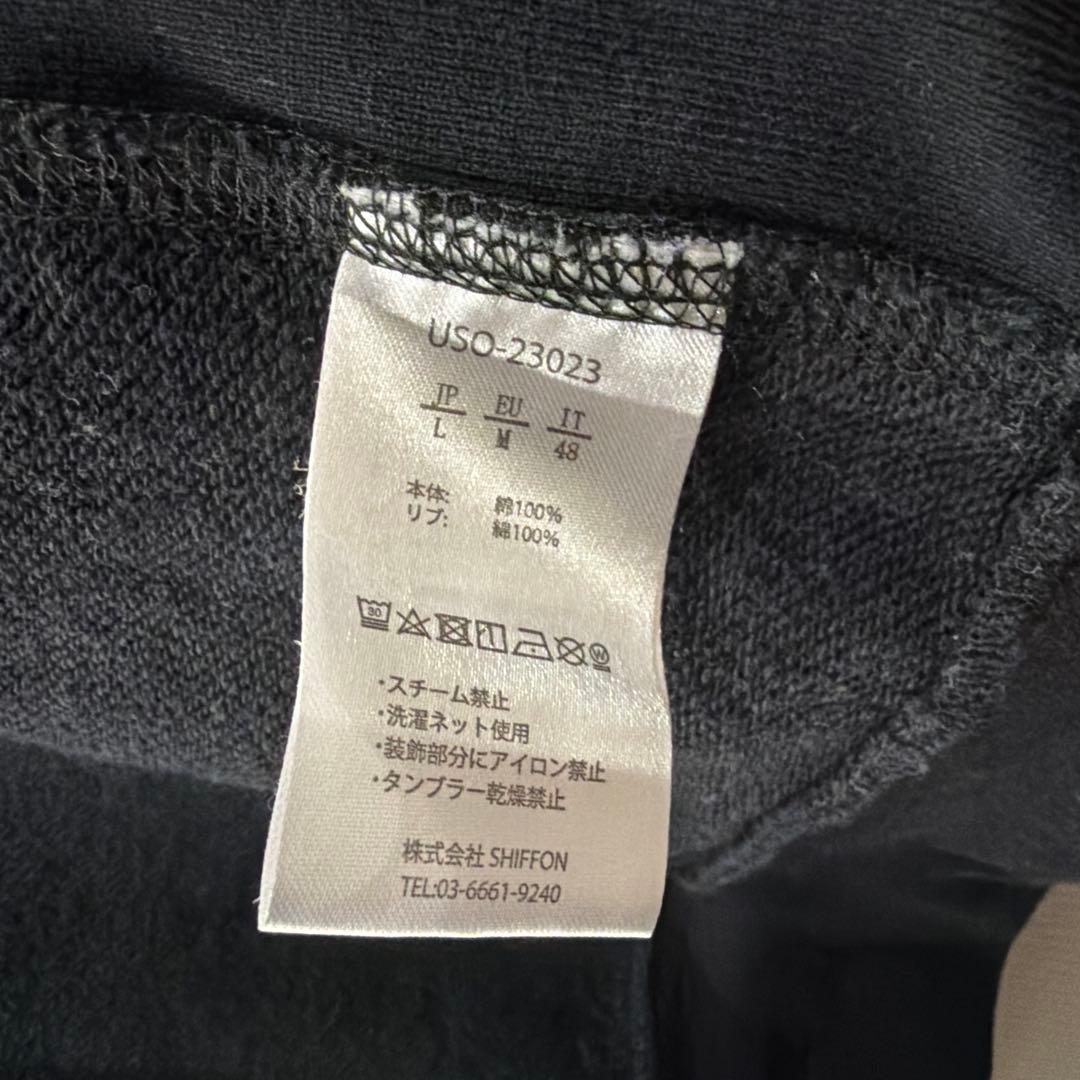 USO-23023
JP EU IT
L M 48
本体: 綿100%
リブ: 綿100%
30 W
・スチーム禁止
・洗濯ネット使用
・装飾部分にアイロン禁止
・タンブラー乾燥禁止
株式会社 SHIFFON
TEL:03-6661-9240